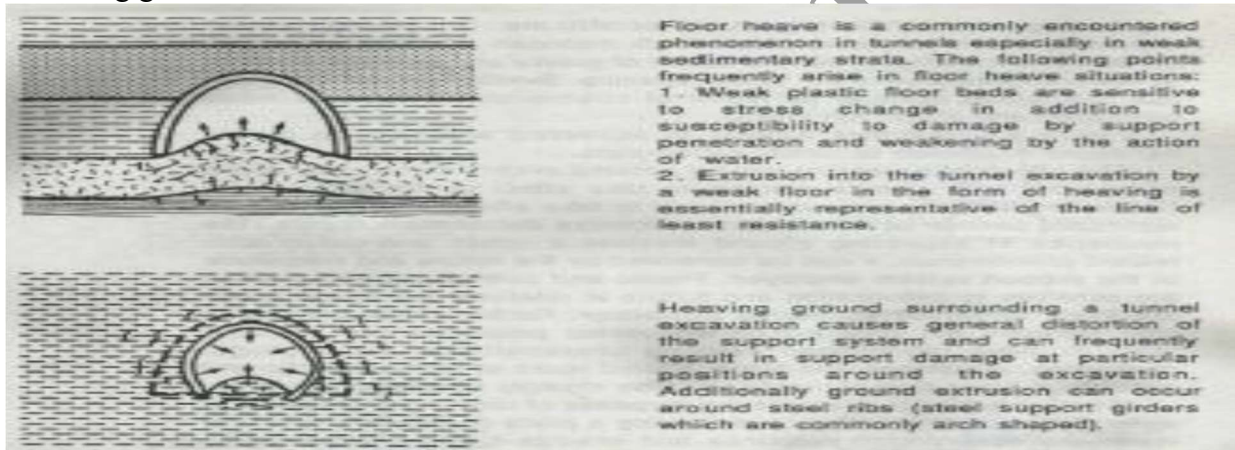 Floor heave is a commonly encountered
phenomenon in tunnels especially in weak
sedimentary strata. The following points
frequently arise in floor heave situations:
1. Weak plastic floor beds are sensitive
to stress change in addition to
susceptibility to damage by support
penetration and weakening by the action
of water.
2. Extrusion into the tunnel excavation by
a weak floor in the form of heaving is
essentially representative of the line of
least resistance.
Heaving ground surrounding a tunnel
excavation causes general distortion of
the support system and can frequently
result in support damage at particular
positions around the excavation.
Additionally ground extrusion can occur
around steel ribs (steel support girders
which are commonly arch shaped).